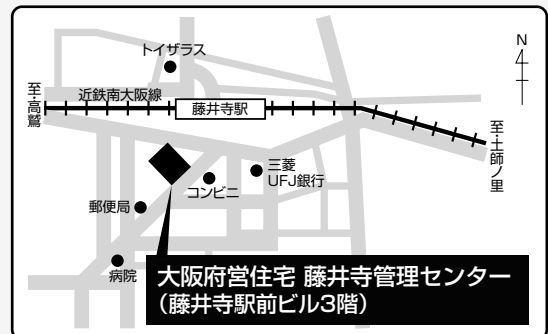 トイザラス
N
近鉄南大阪線
藤井寺駅
至・高鷲
至・土師ノ里
三菱
UFJ銀行
コンビニ
郵便局
病院
大阪府営住宅 藤井寺管理センター
（藤井寺駅前ビル3階）